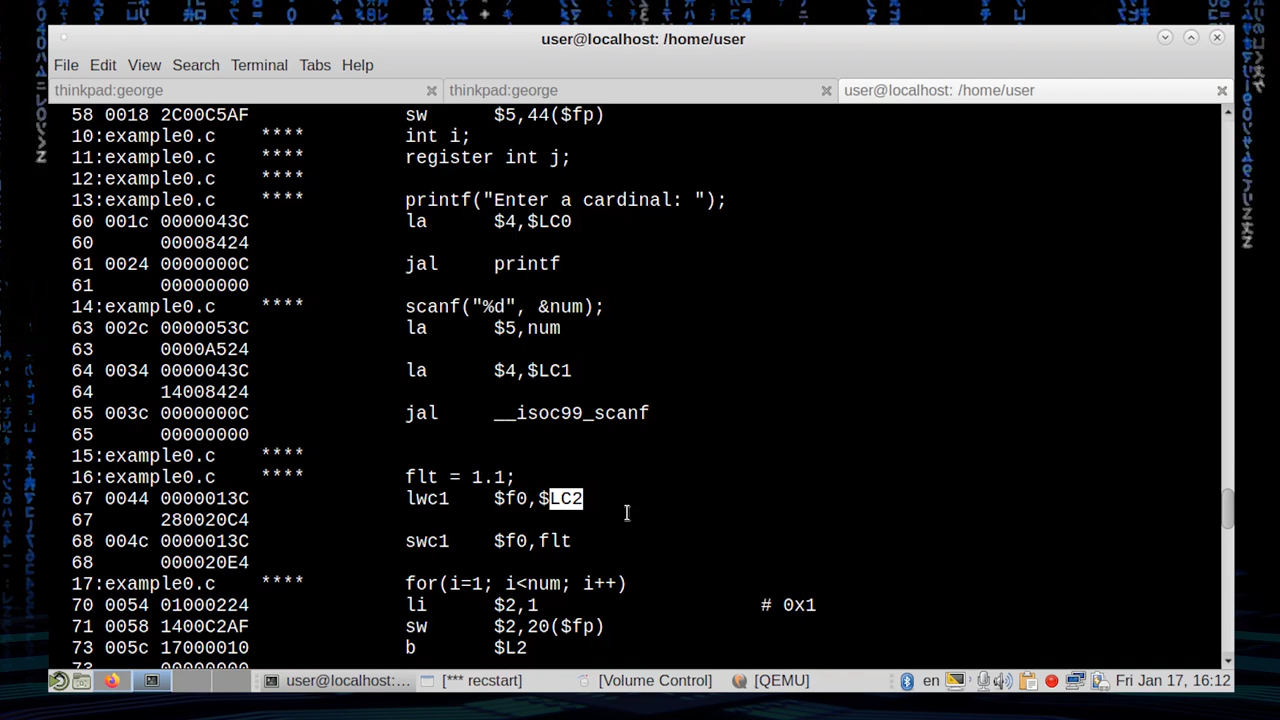 user@localhost: /home/user
File Edit View Search Terminal Tabs Help
thinkpad:george thinkpad:george user@localhost: /home/user
58 0018 2C00C5AF sw $5,44($fp)
10:example0.c **** int i;
11:example0.c **** register int j;
12:example0.c ****
13:example0.c **** printf("Enter a cardinal: ");
60 001c 0000043C la $4,$LC0
60 00008424
61 0024 0000000C jal printf
61 00000000
14:example0.c **** scanf("%d", &num);
63 002c 0000053C la $5,num
63 0000A524
64 0034 0000043C la $4,$LC1
64 14008424
65 003c 0000000C jal __isoc99_scanf
65 00000000
15:example0.c ****
16:example0.c **** flt = 1.1;
67 0044 0000013C lwc1 $f0,$LC2
67 280020C4
68 004c 0000013C swc1 $f0,flt
68 000020E4
17:example0.c **** for(i=1; i<num; i++)
70 0054 01000224 li $2,1 # 0x1
71 0058 1400C2AF sw $2,20($fp)
73 005c 17000010 b $L2
73 00000000
user@localhost:... [*** recstart] [Volume Control] [QEMU] en Fri Jan 17, 16:12